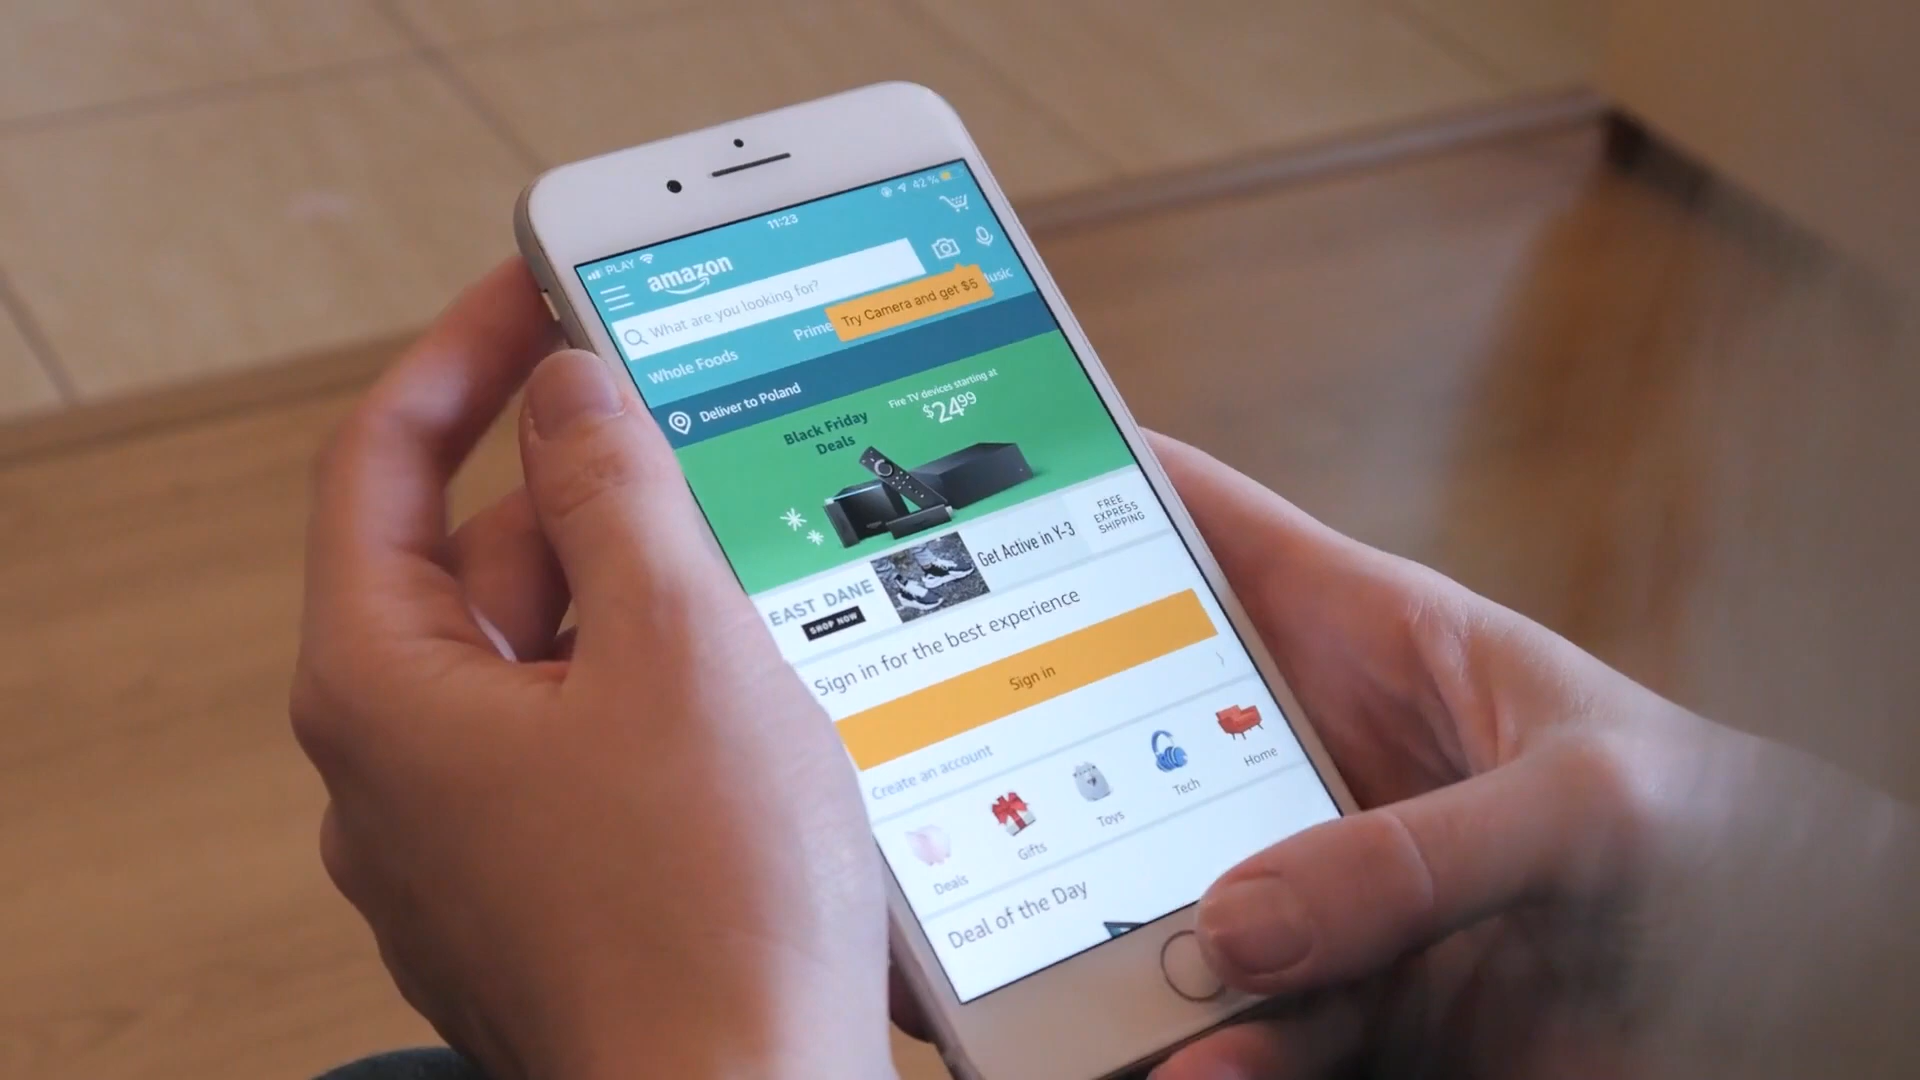 PLAY
11:23
42 %
amazon
What are you looking for?
Try Camera and get $5
Whole Foods
Prime
Music
Deliver to Poland
Black Friday
Deals
Fire TV devices starting at
$2499
EAST DANE
SHOP NOW
Get Active in Y-3
FREE
EXPRESS
SHIPPING
Sign in for the best experience
Sign in
Create an account
Deals
Gifts
Toys
Tech
Home
Deal of the Day